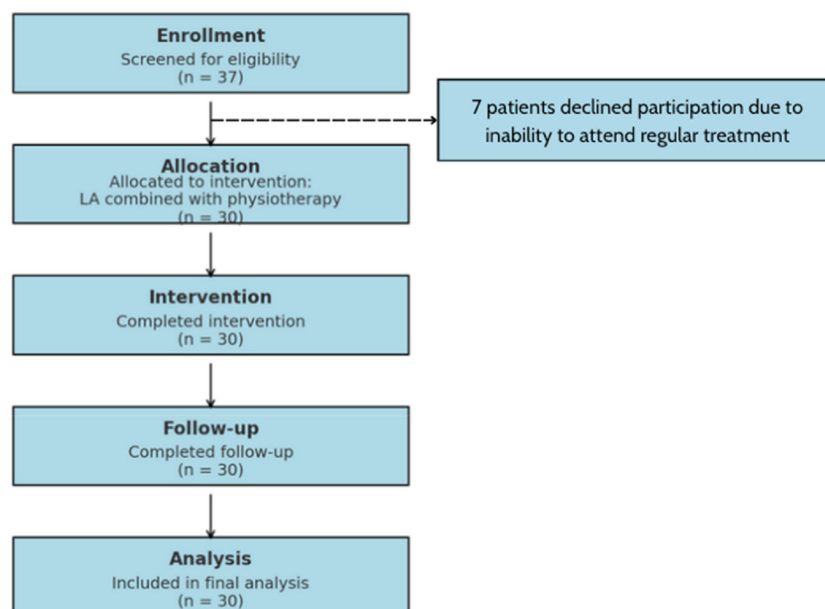 Enrollment
Screened for eligibility
(n = 37)
7 patients declined participation due to
inability to attend regular treatment
Allocation
Allocated to intervention:
LA combined with physiotherapy
(n = 30)
Intervention
Completed intervention
(n = 30)
Follow-up
Completed follow-up
(n = 30)
Analysis
Included in final analysis
(n = 30)